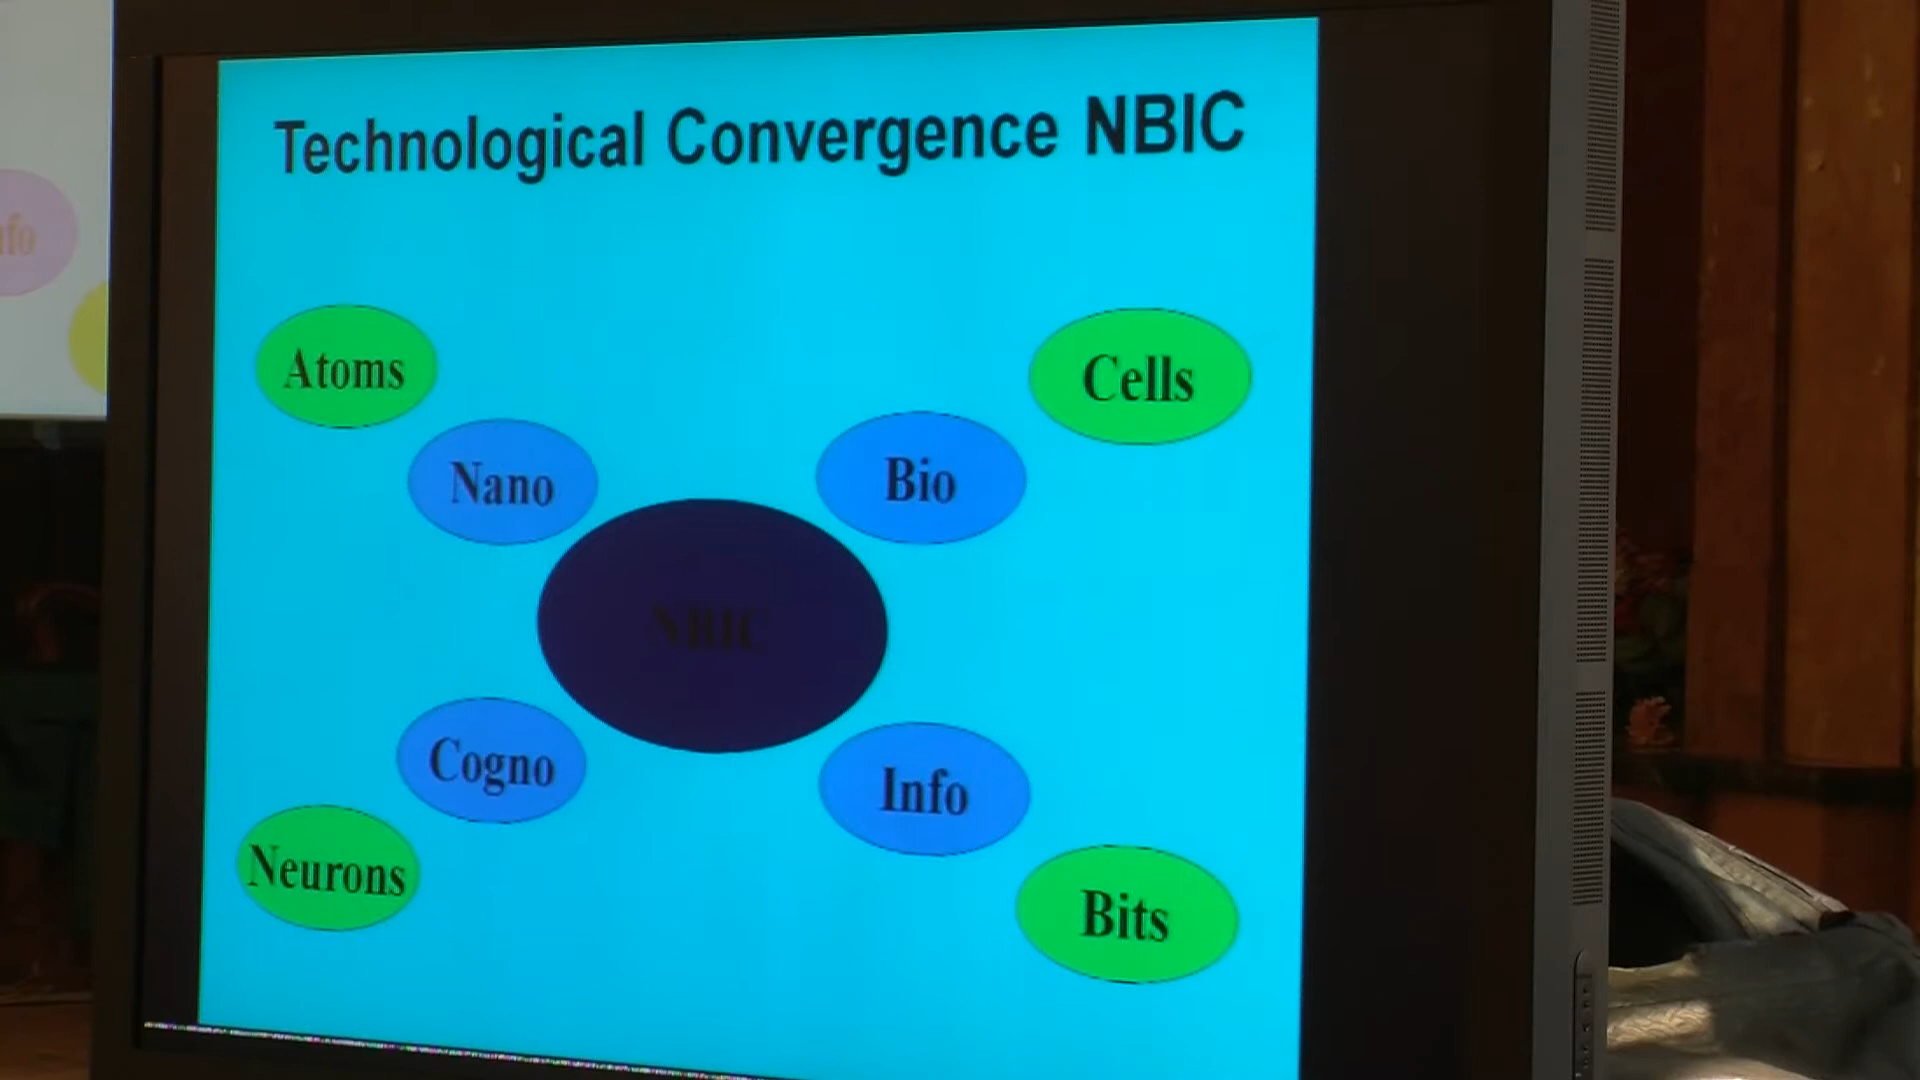 Technological Convergence NBIC
Atoms
Cells
Nano
Bio
NBIC
Cogno
Info
Neurons
Bits